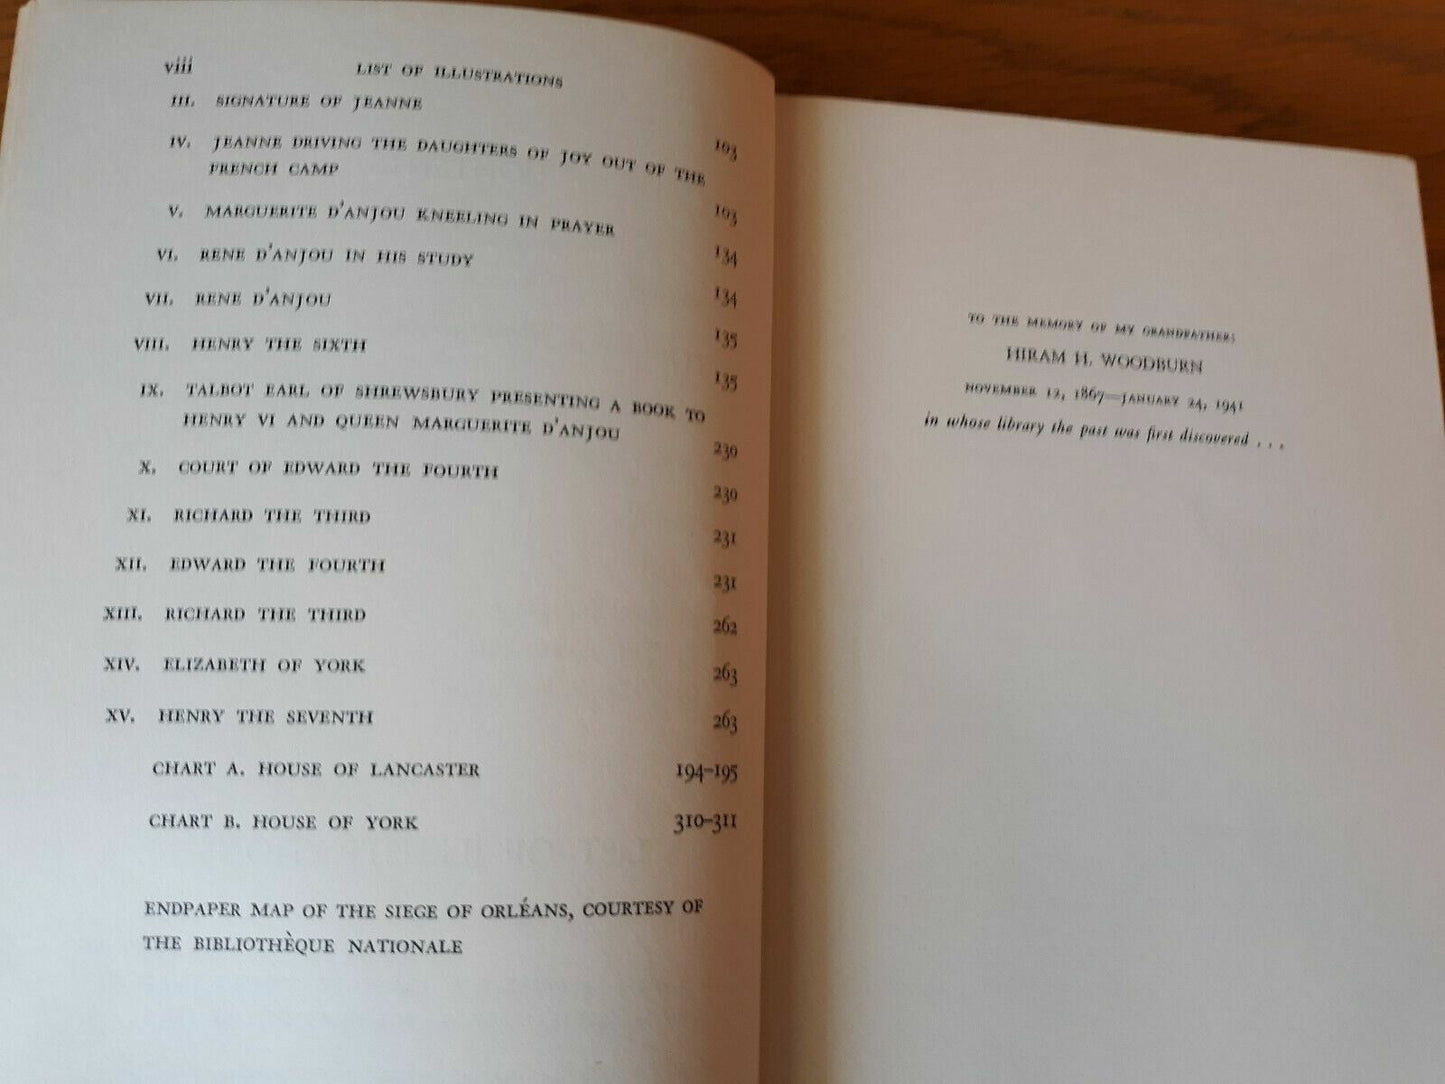 viii LIST OF ILLUSTRATIONS
III. SIGNATURE OF JEANNE 103
IV. JEANNE DRIVING THE DAUGHTERS OF JOY OUT OF THE
FRENCH CAMP 103
V. MARGUERITE D'ANJOU KNEELING IN PRAYER 134
VI. RENE D'ANJOU IN HIS STUDY 134
VII. RENE D'ANJOU 135
VIII. HENRY THE SIXTH 135
IX. TALBOT EARL OF SHREWSBURY PRESENTING A BOOK TO
HENRY VI AND QUEEN MARGUERITE D'ANJOU 230
X. COURT OF EDWARD THE FOURTH 230
XI. RICHARD THE THIRD 231
XII. EDWARD THE FOURTH 231
XIII. RICHARD THE THIRD 262
XIV. ELIZABETH OF YORK 263
XV. HENRY THE SEVENTH 263
CHART A. HOUSE OF LANCASTER 194–195
CHART B. HOUSE OF YORK 310–311
ENDPAPER MAP OF THE SIEGE OF ORLÉANS, COURTESY OF
THE BIBLIOTHÈQUE NATIONALE
TO THE MEMORY OF MY GRANDFATHER:
HIRAM H. WOODBURN
NOVEMBER 12, 1867—JANUARY 24, 1941
in whose library the past was first discovered . . .